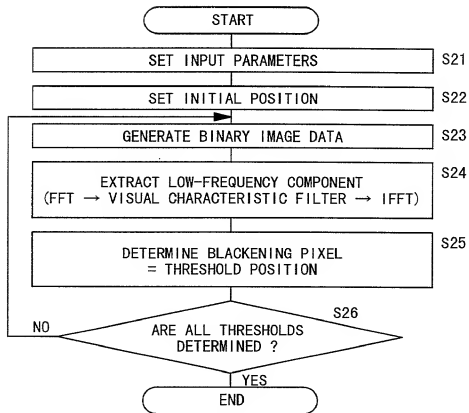 START
SET INPUT PARAMETERS
S21
SET INITIAL POSITION
S22
GENERATE BINARY IMAGE DATA
S23
EXTRACT LOW-FREQUENCY COMPONENT
(FFT → VISUAL CHARACTERISTIC FILTER → IFFT)
S24
DETERMINE BLACKENING PIXEL
= THRESHOLD POSITION
S25
ARE ALL THRESHOLDS
DETERMINED ?
S26
NO
YES
END